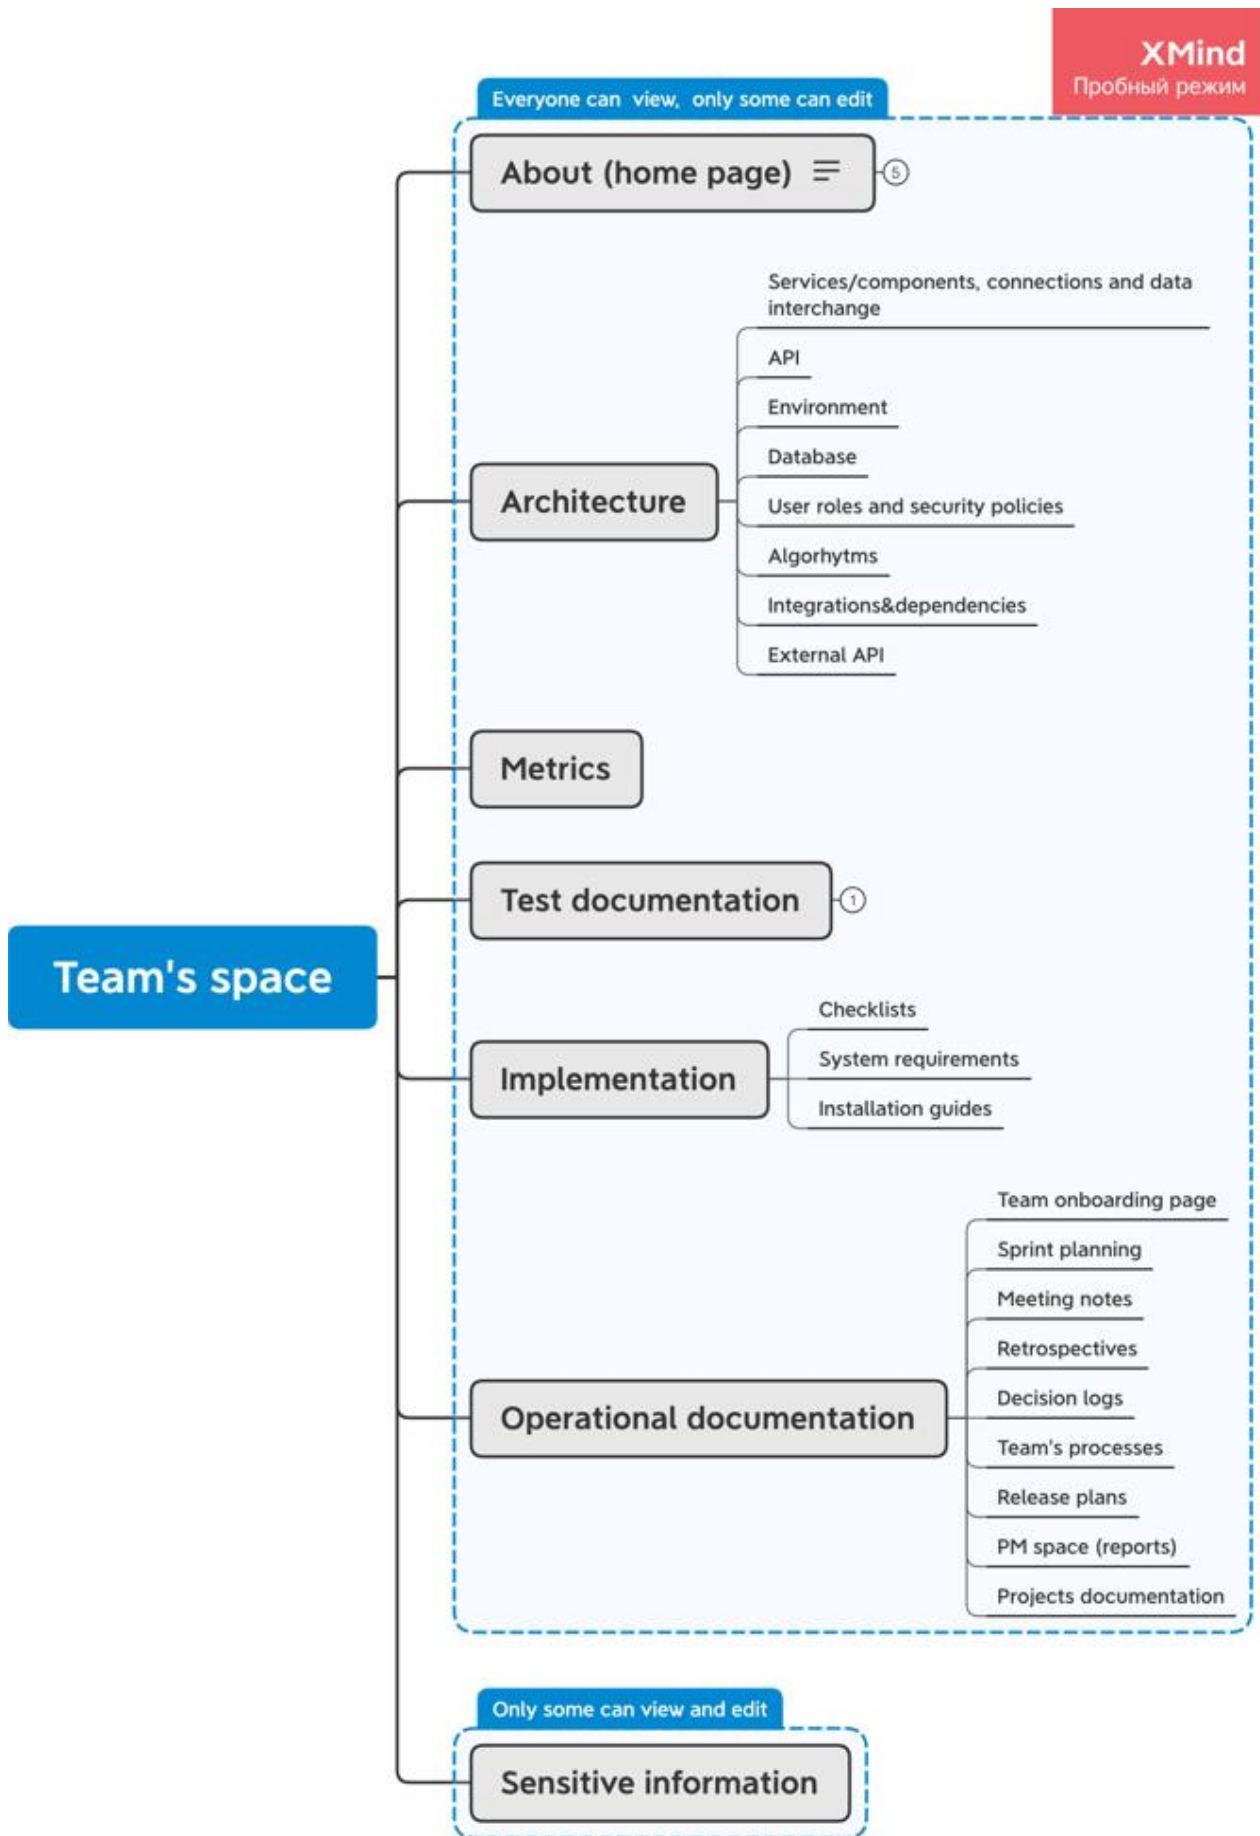 XMind
Пробный режим
Everyone can view, only some can edit
About (home page)
5
Services/components, connections and data
interchange
API
Environment
Database
Architecture
User roles and security policies
Algorhytms
Integrations&dependencies
External API
Metrics
Test documentation
1
Team's space
Checklists
Implementation
System requirements
Installation guides
Team onboarding page
Sprint planning
Meeting notes
Retrospectives
Decision logs
Operational documentation
Team's processes
Release plans
PM space (reports)
Projects documentation
Only some can view and edit
Sensitive information